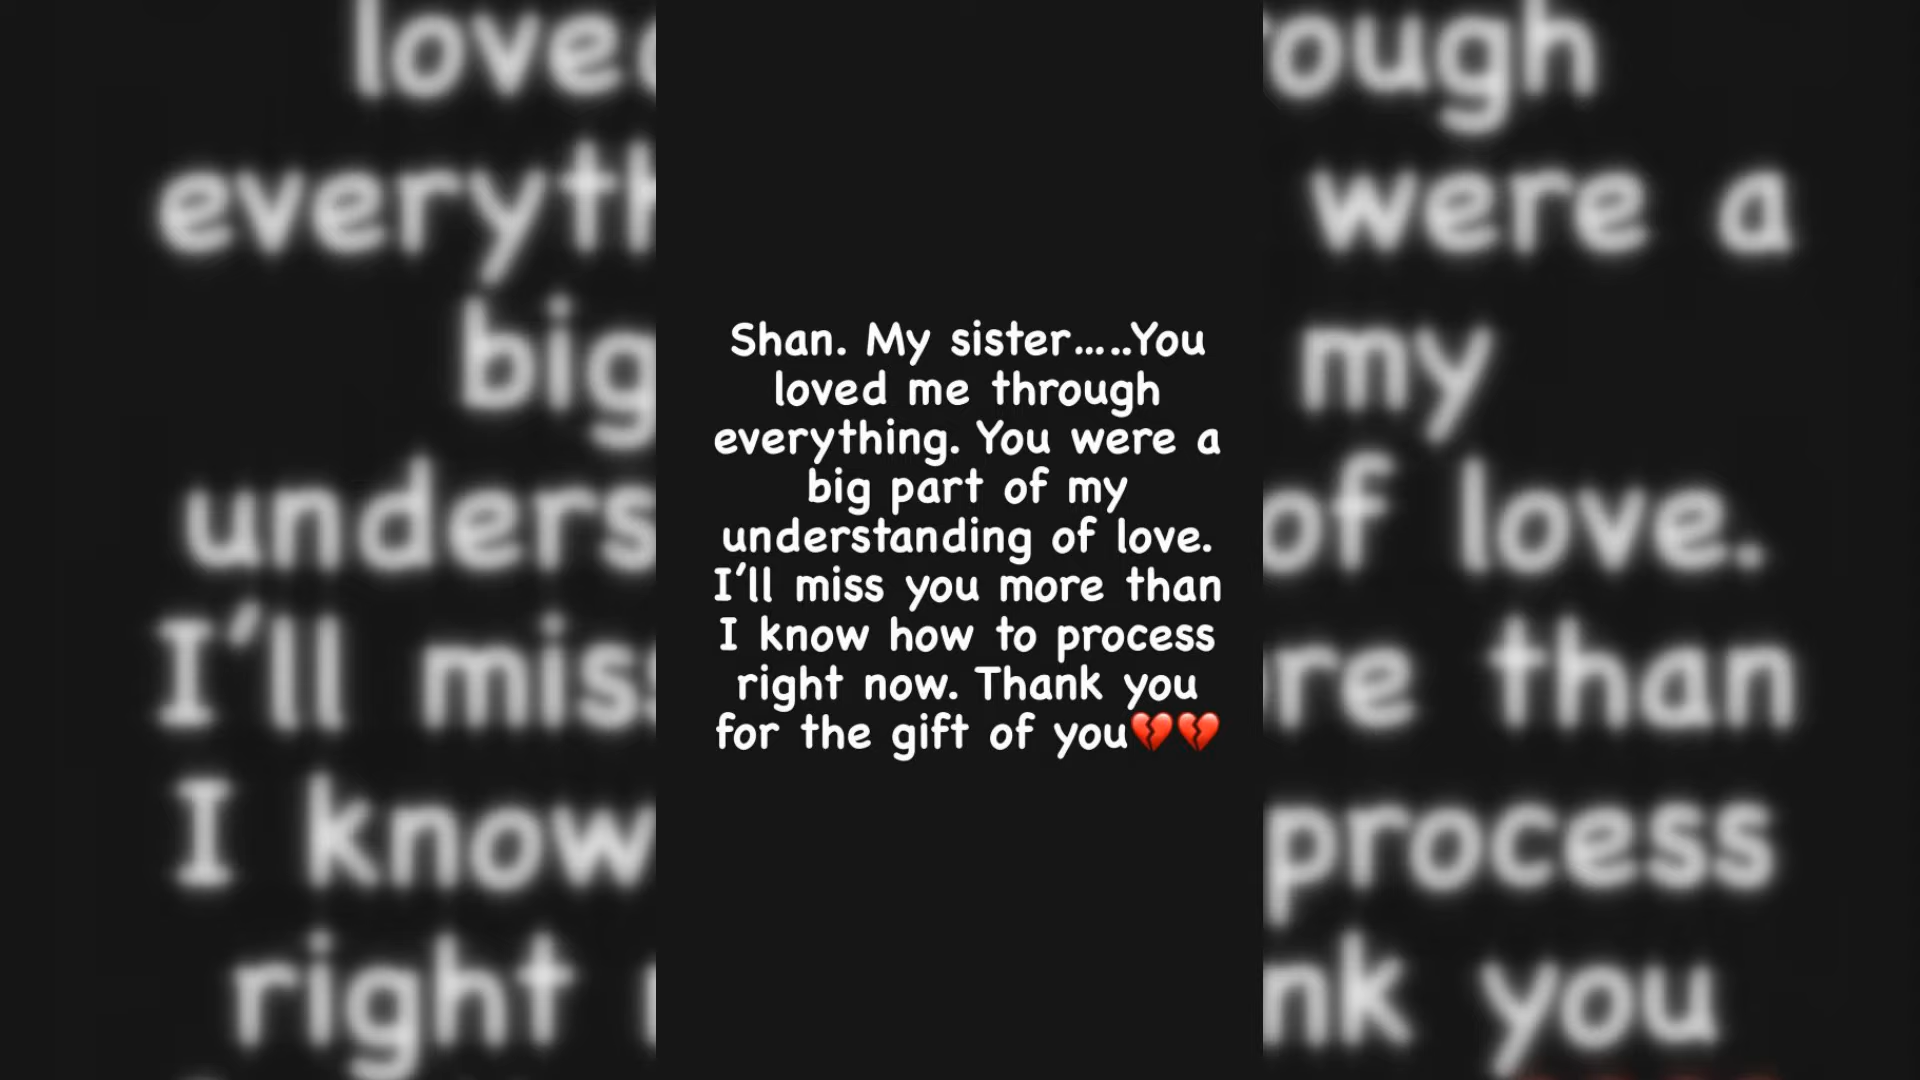 Shan. My sister.....You
loved me through
everything. You were a
big part of my
understanding of love.
I'll miss you more than
I know how to process
right now. Thank you
for the gift of you💔💔